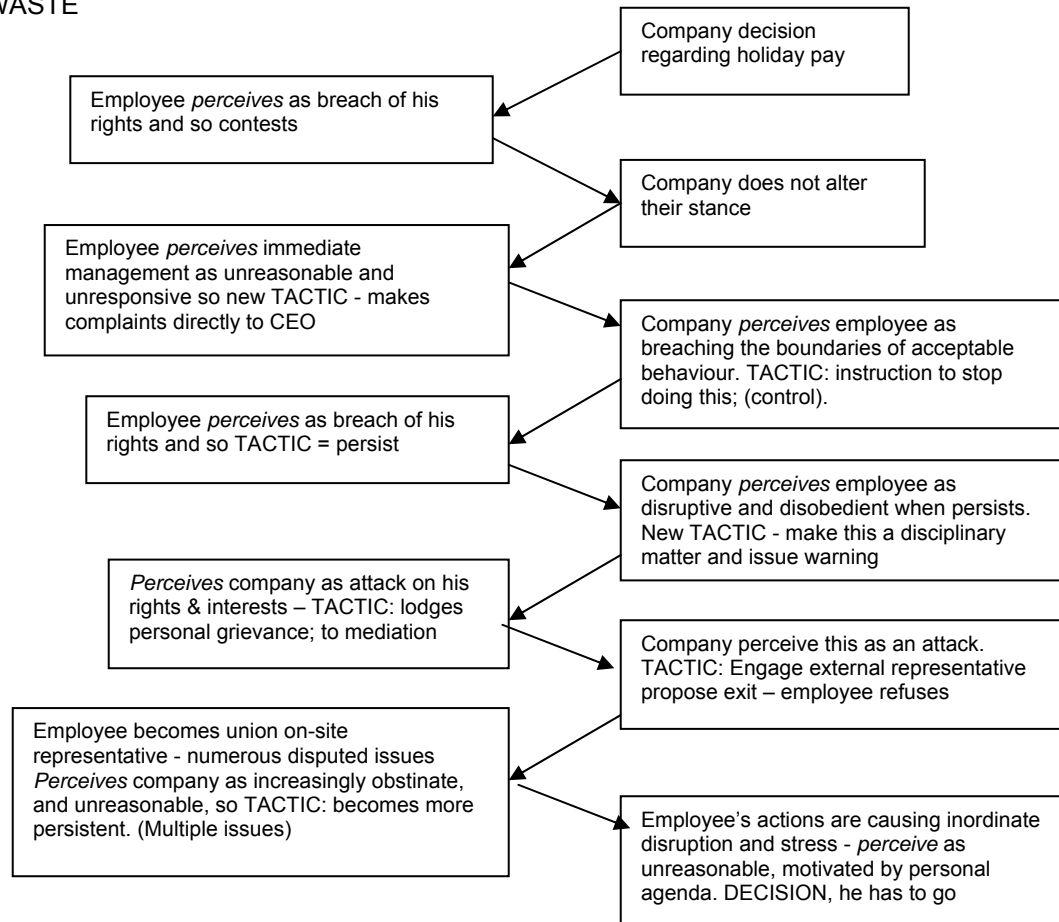 WASTE
Company decision
regarding holiday pay
Employee perceives as breach of his
rights and so contests
Company does not alter
their stance
Employee perceives immediate
management as unreasonable and
unresponsive so new TACTIC - makes
complaints directly to CEO
Company perceives employee as
breaching the boundaries of acceptable
behaviour. TACTIC: instruction to stop
doing this; (control).
Employee perceives as breach of his
rights and so TACTIC = persist
Company perceives employee as
disruptive and disobedient when persists.
New TACTIC - make this a disciplinary
matter and issue warning
Perceives company as attack on his
rights & interests – TACTIC: lodges
personal grievance; to mediation
Company perceive this as an attack.
TACTIC: Engage external representative
propose exit – employee refuses
Employee becomes union on-site
representative - numerous disputed issues
Perceives company as increasingly obstinate,
and unreasonable, so TACTIC: becomes more
persistent. (Multiple issues)
Employee's actions are causing inordinate
disruption and stress - perceive as
unreasonable, motivated by personal
agenda. DECISION, he has to go